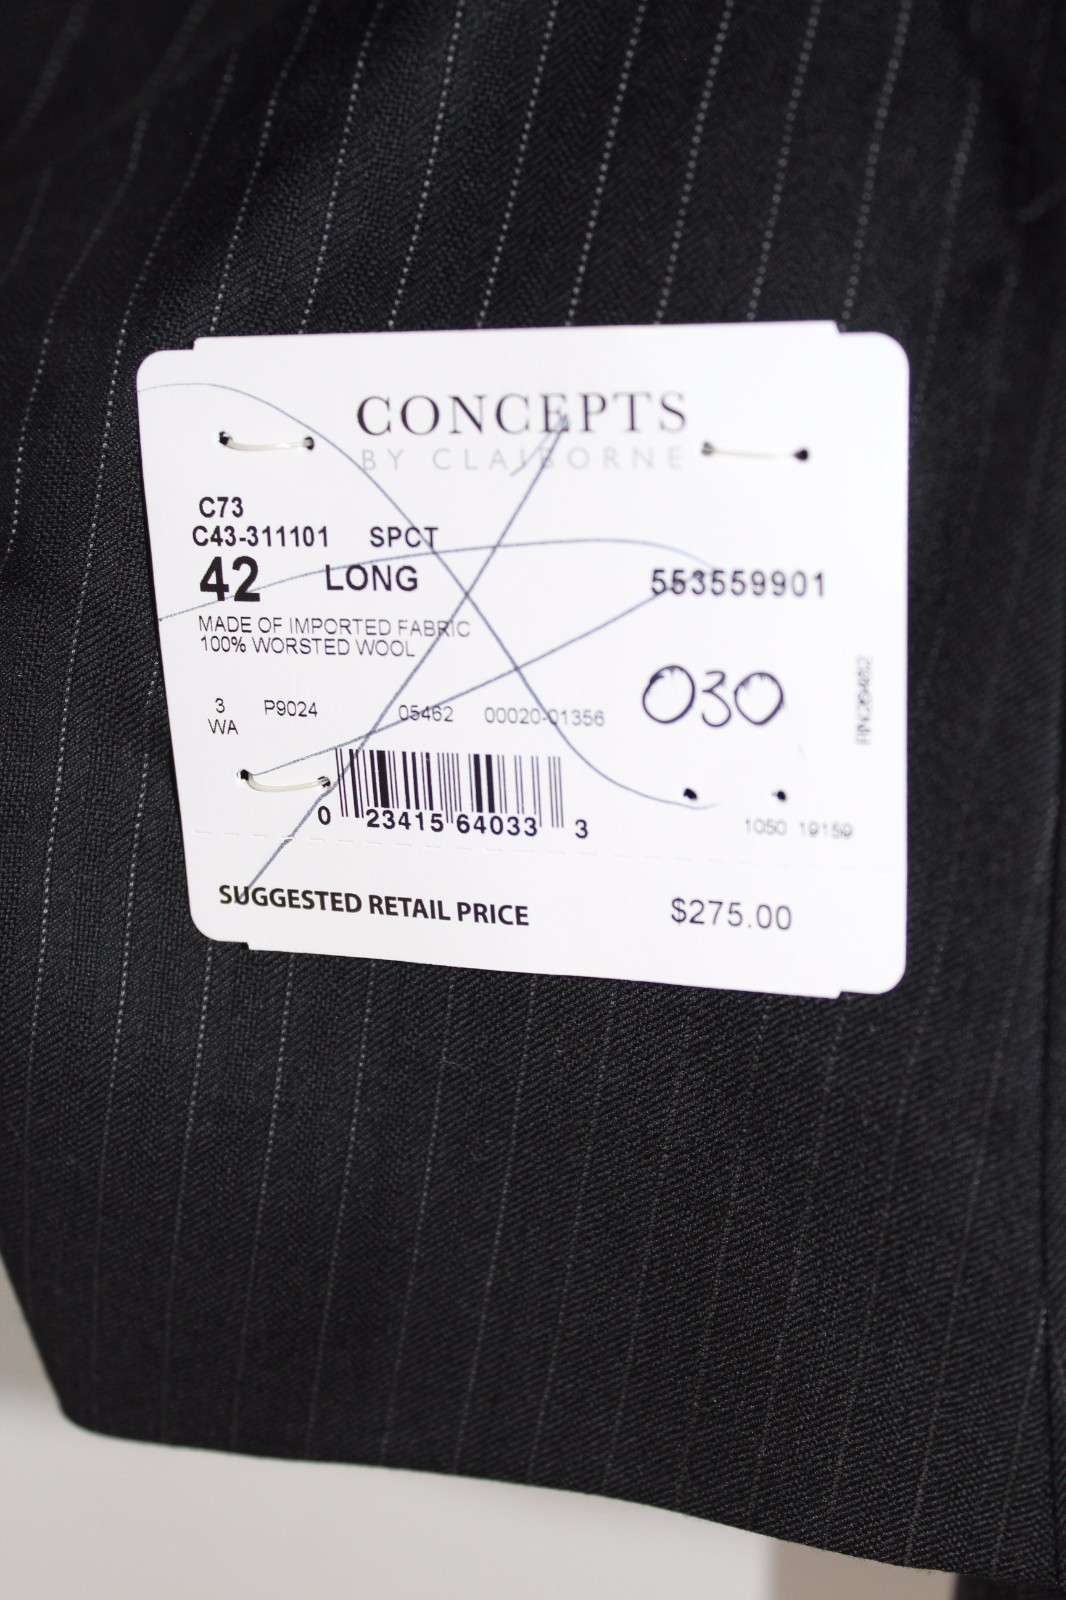 CONCEPTS
BY CLAIBORNE
C73
C43-311101 SPCT
42 LONG 553559901
MADE OF IMPORTED FABRIC
100% WORSTED WOOL
030
3 P9024 05462 00020-01356
WA
0 23415 64033 3
1050 19159
SUGGESTED RETAIL PRICE $275.00